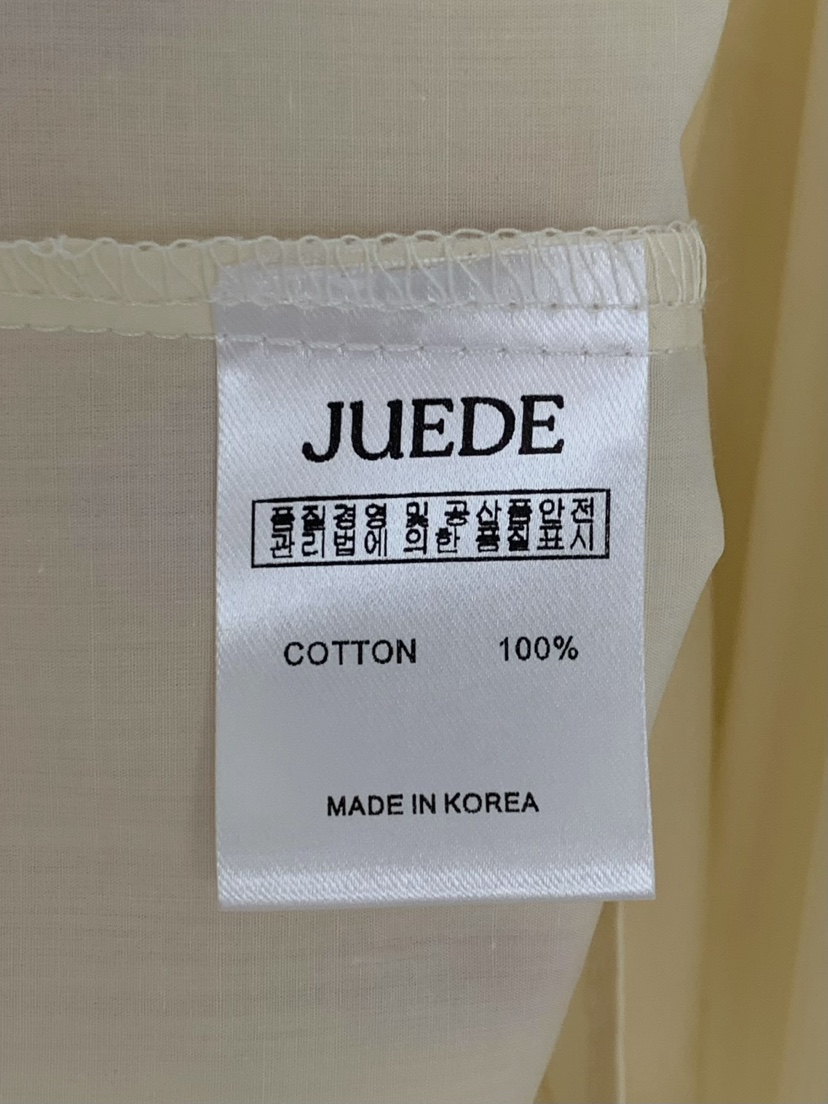 JUEDE
품질경영 및 공산품안전
관리법에 의한 품질표시
COTTON 100%
MADE IN KOREA